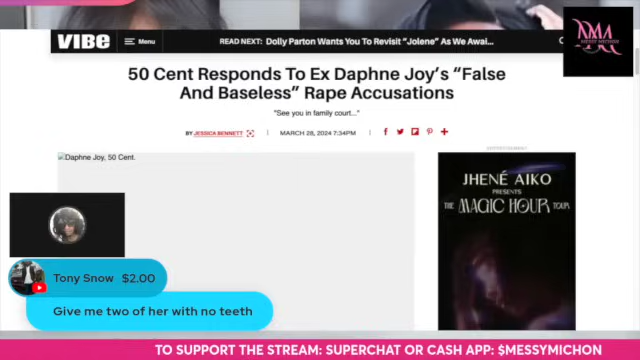 VIBE
Menu
READ NEXT: Dolly Parton Wants You To Revisit "Jolene" As We Awai...
50 Cent Responds To Ex Daphne Joy's "False
And Baseless" Rape Accusations
"See you in family court..."
BY JESSICA BENNETT | MARCH 28, 2024 7:34PM
ADVERTISEMENT
Daphne Joy, 50 Cent.
JHENÉ AIKO
PRESENTS
THE MAGIC HOUR TOUR
Tony Snow $2.00
Give me two of her with no teeth
TO SUPPORT THE STREAM: SUPERCHAT OR CASH APP: $MESSYMICHON